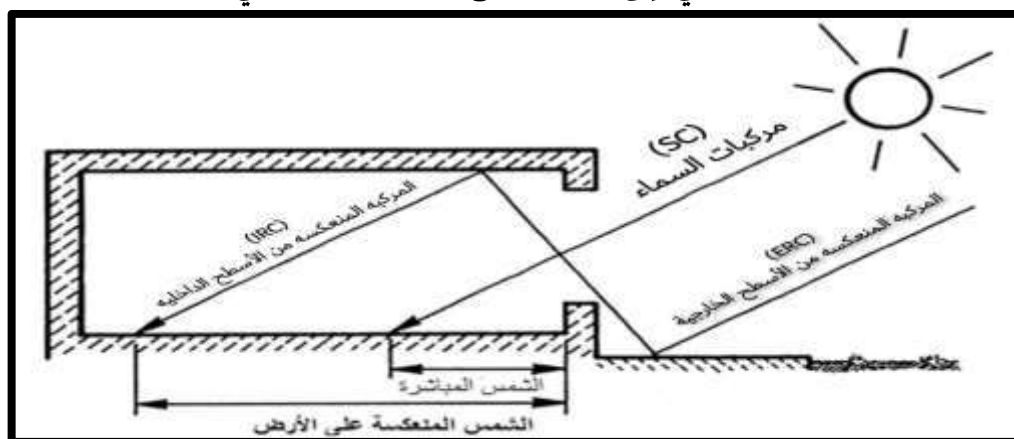 (SC)
مركبات السماء
المركبه المنعكسه من الأسطح الداخليه
(IRC)
(ERC)
المركبه المنعكسه من الأسطح الخارجية
الشمس المباشرة
الشمس المنعكسة على الأرض